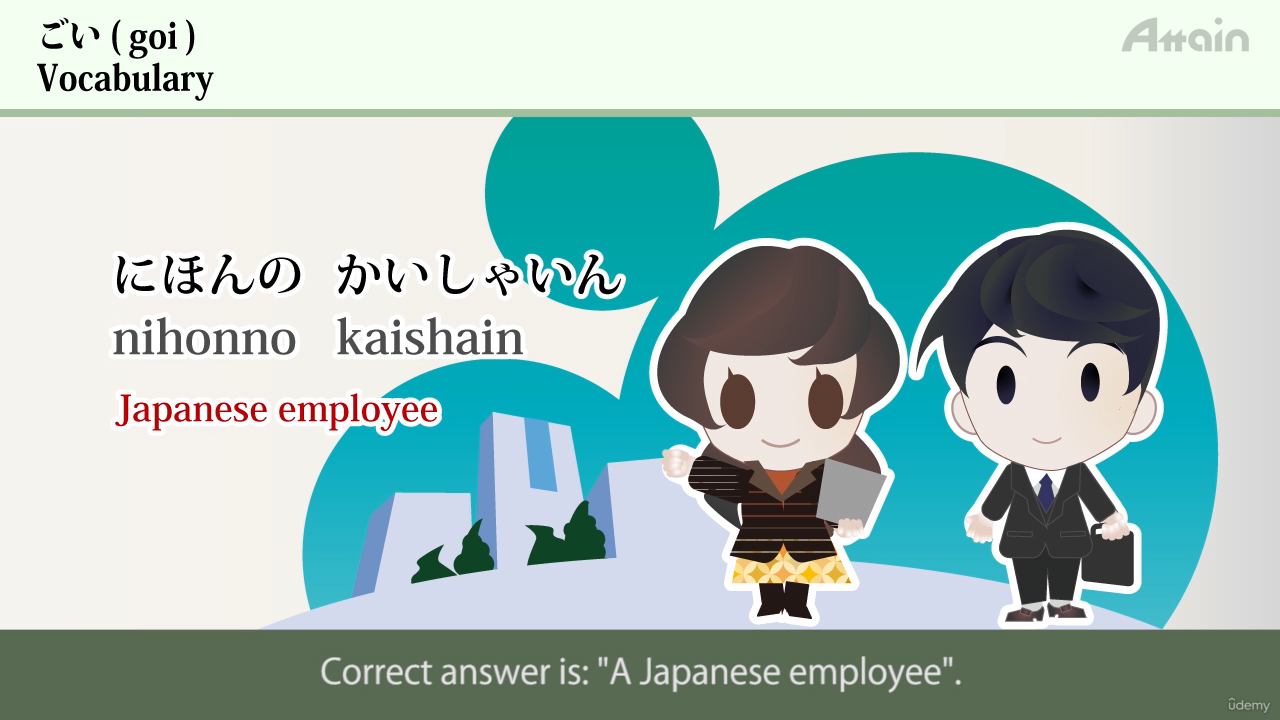 ごい ( goi )
Vocabulary
Attain
にほんの かいしゃいん
nihonno kaishain
Japanese employee
Correct answer is: "A Japanese employee".
ûdemy